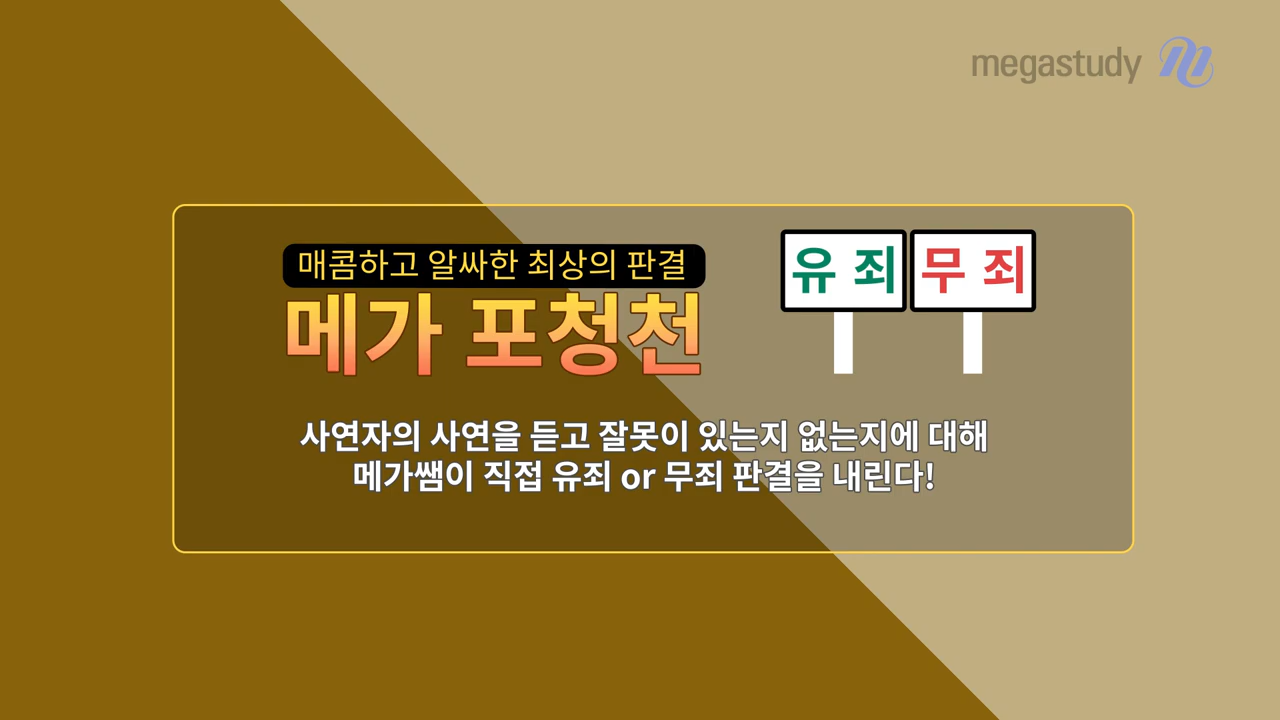 megastudy
매콤하고 알싸한 최상의 판결
메가 포청천
유 죄 무 죄
사연자의 사연을 듣고 잘못이 있는지 없는지에 대해
메가쌤이 직접 유죄 or 무죄 판결을 내린다!